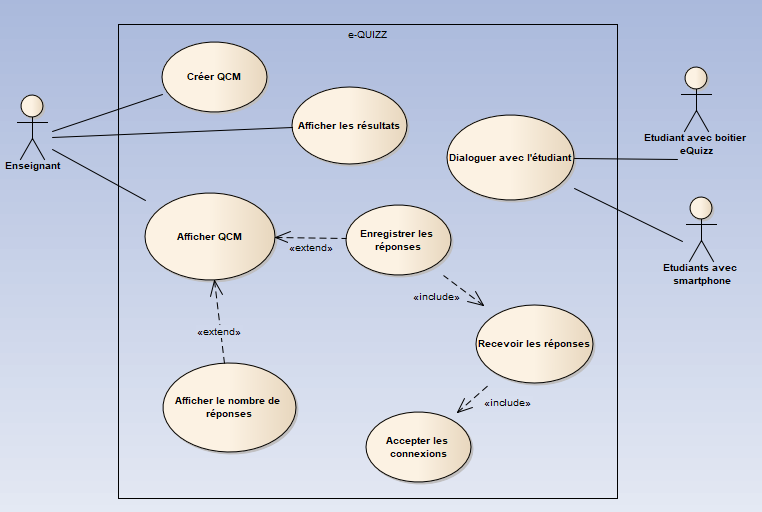 e-QUIZZ
Créer QCM
Afficher les résultats
Enseignant
Etudiant avec boitier
eQuizz
Dialoguer avec l'étudiant
Afficher QCM
Enregistrer les
réponses
«extend»
Etudiants avec
smartphone
«include»
«extend»
Recevoir les réponses
Afficher le nombre de
réponses
«include»
Accepter les
connexions